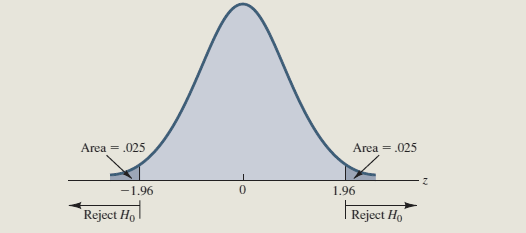 Area = .025
Area = .025
z
−1.96
0
1.96
Reject H0
Reject H0